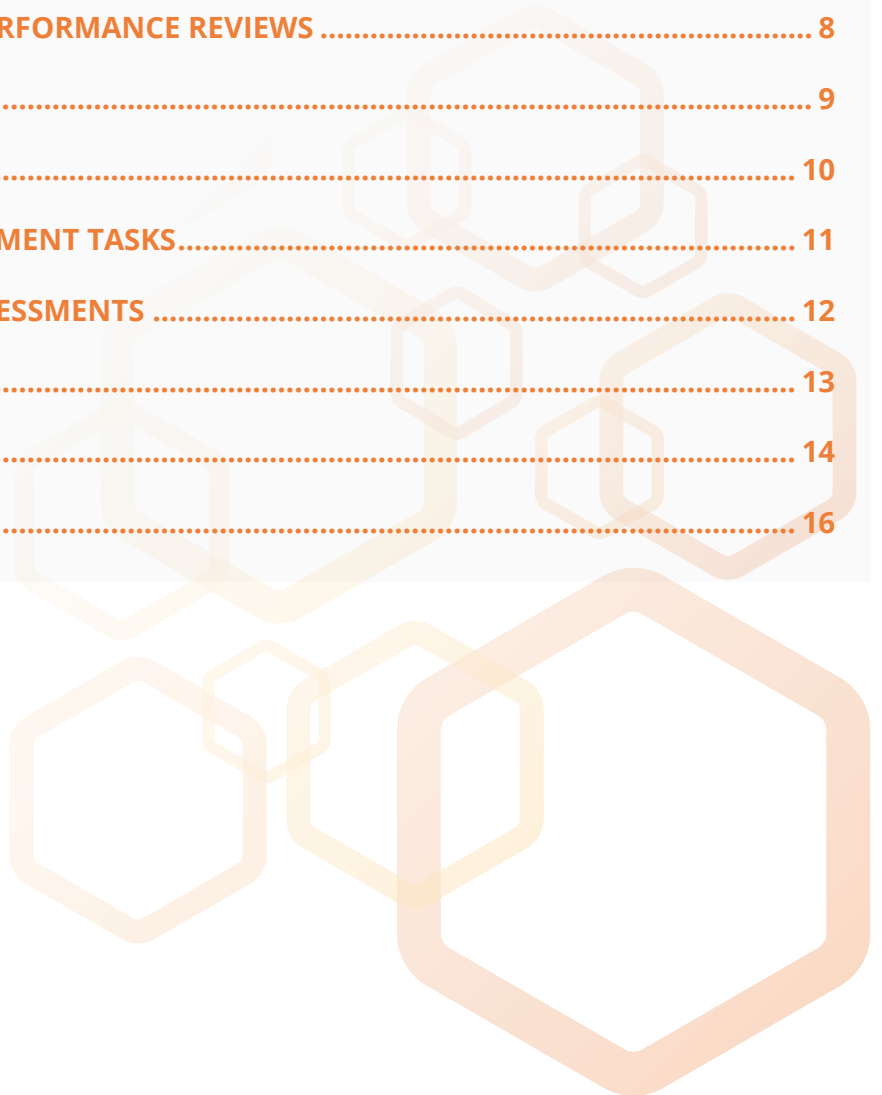 RFORMANCE REVIEWS ............................................................ 8
.................................................................................................. 9
................................................................................................ 10
MENT TASKS........................................................................... 11
ESSMENTS .............................................................................. 12
................................................................................................ 13
................................................................................................ 14
................................................................................................ 16